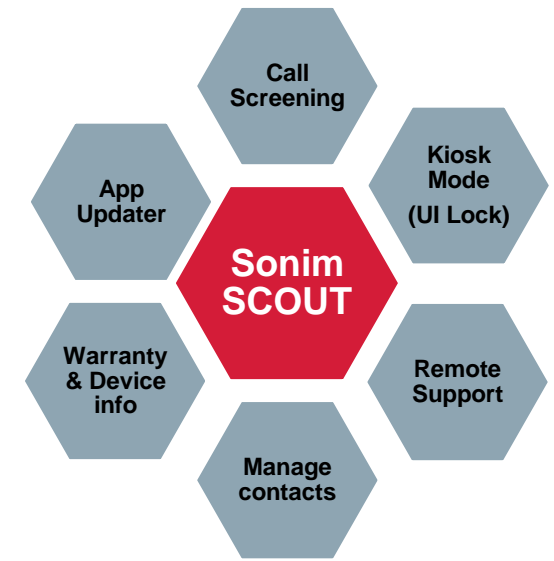 Call
Screening
Kiosk
Mode
(UI Lock)
App
Updater
Sonim
SCOUT
Warranty
& Device
info
Remote
Support
Manage
contacts